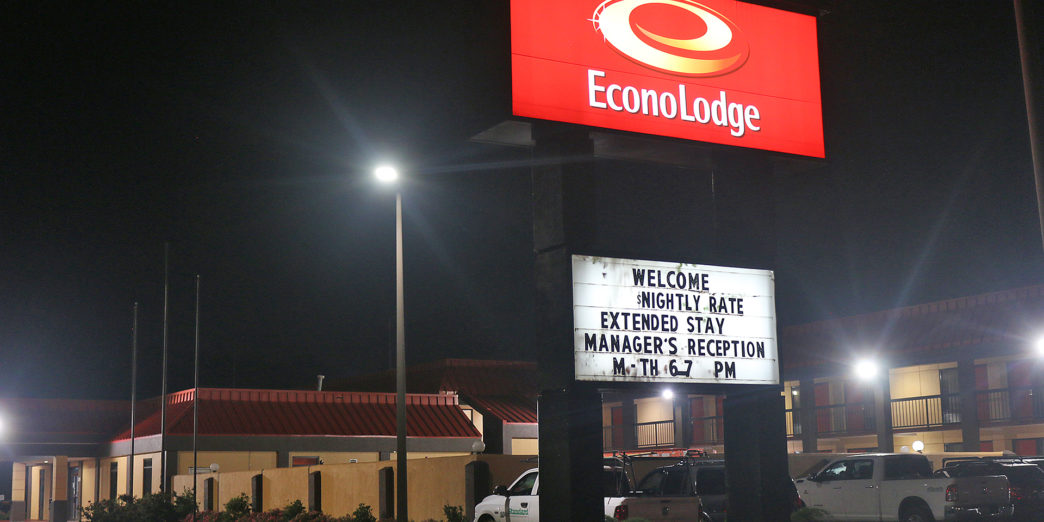 EconoLodge
WELCOME
$NIGHTLY RATE
EXTENDED STAY
MANAGER'S RECEPTION
M-TH 6-7 PM